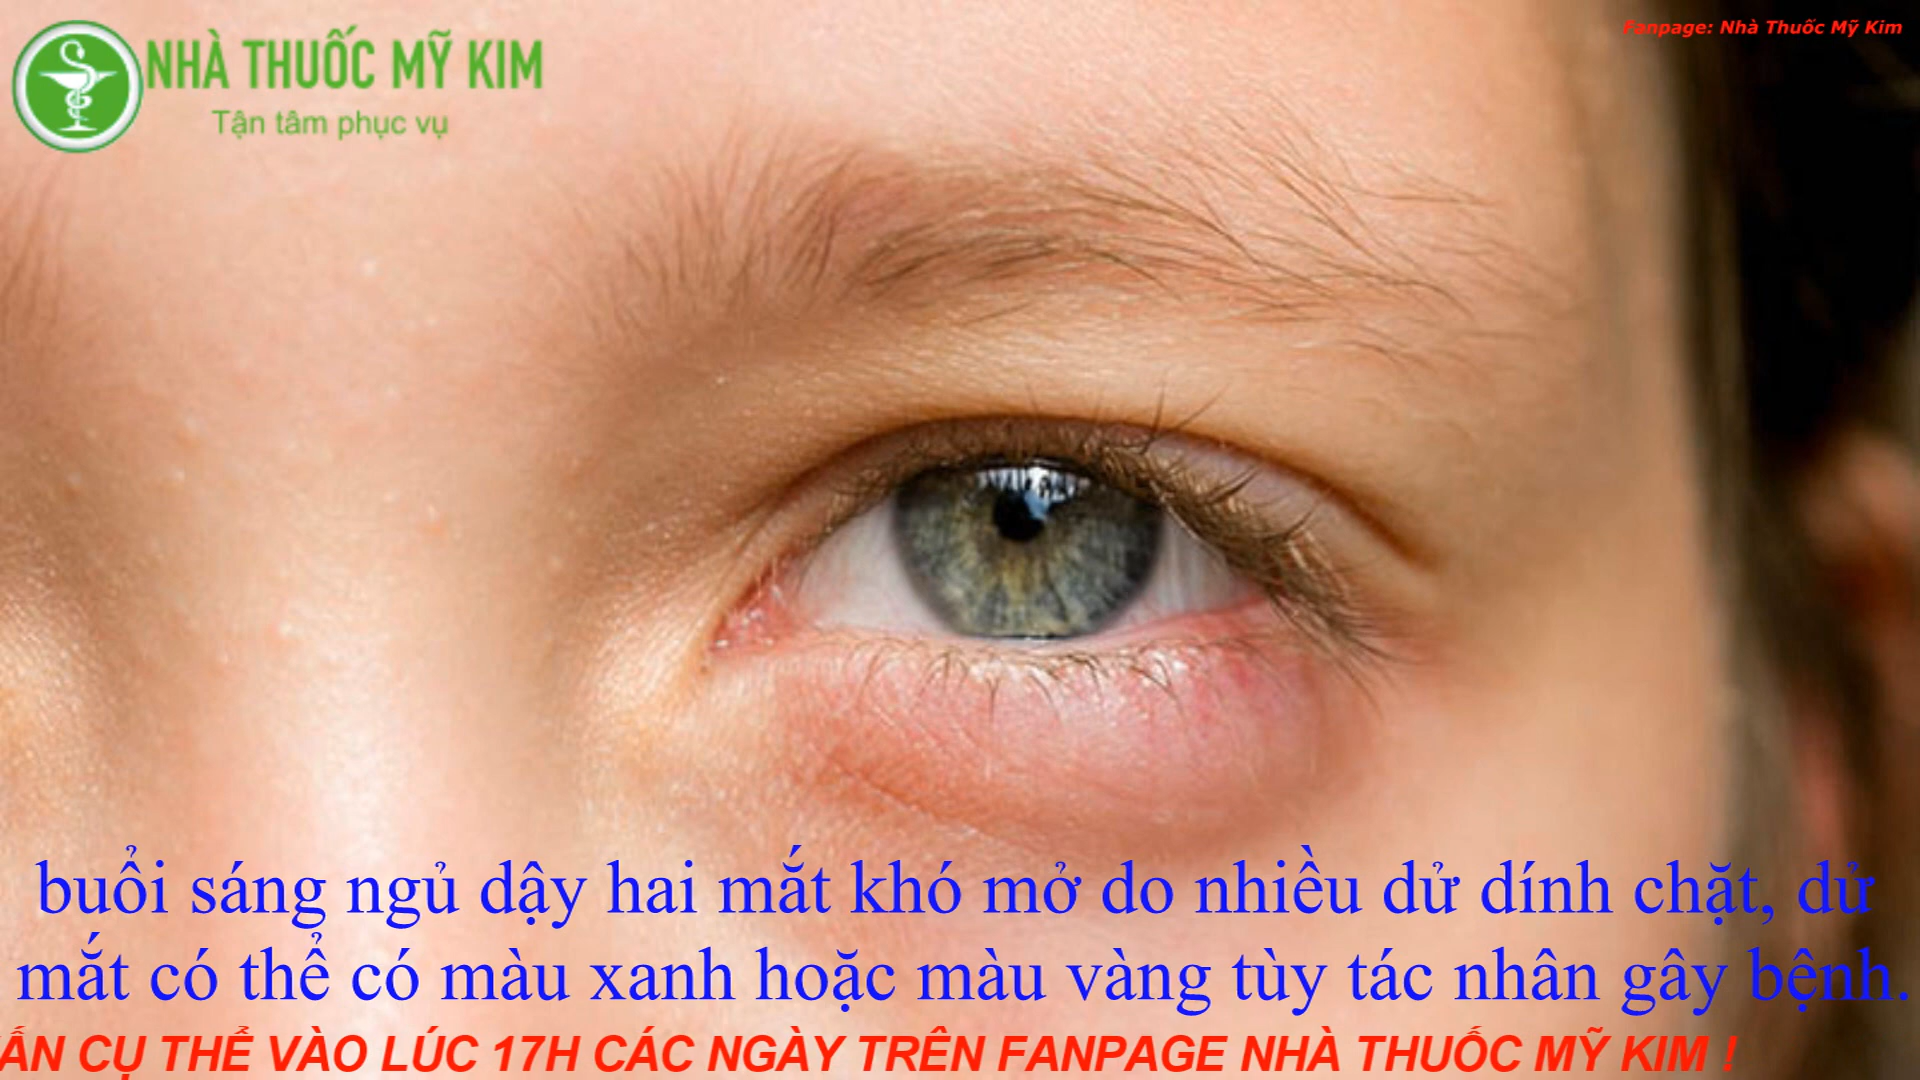 NHÀ THUỐC MỸ KIM
Tận tâm phục vụ
Fanpage: Nhà Thuốc Mỹ Kim
buổi sáng ngủ dậy hai mắt khó mở do nhiều dử dính chặt, dử
mắt có thể có màu xanh hoặc màu vàng tùy tác nhân gây bệnh.
CỤ THỂ VÀO LÚC 17H CÁC NGÀY TRÊN FANPAGE NHÀ THUỐC MỸ KIM !